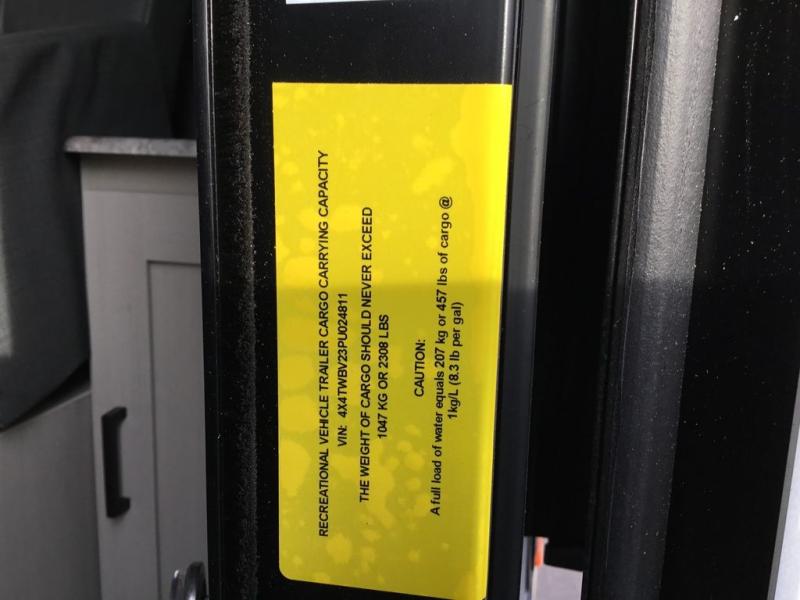 RECREATIONAL VEHICLE TRAILER CARGO CARRYING CAPACITY
VIN: 4X4TWBV23PU024811
THE WEIGHT OF CARGO SHOULD NEVER EXCEED
1047 KG OR 2308 LBS
CAUTION:
A full load of water equals 207 kg or 457 lbs of cargo @
1kg/L (8.3 lb per gal)